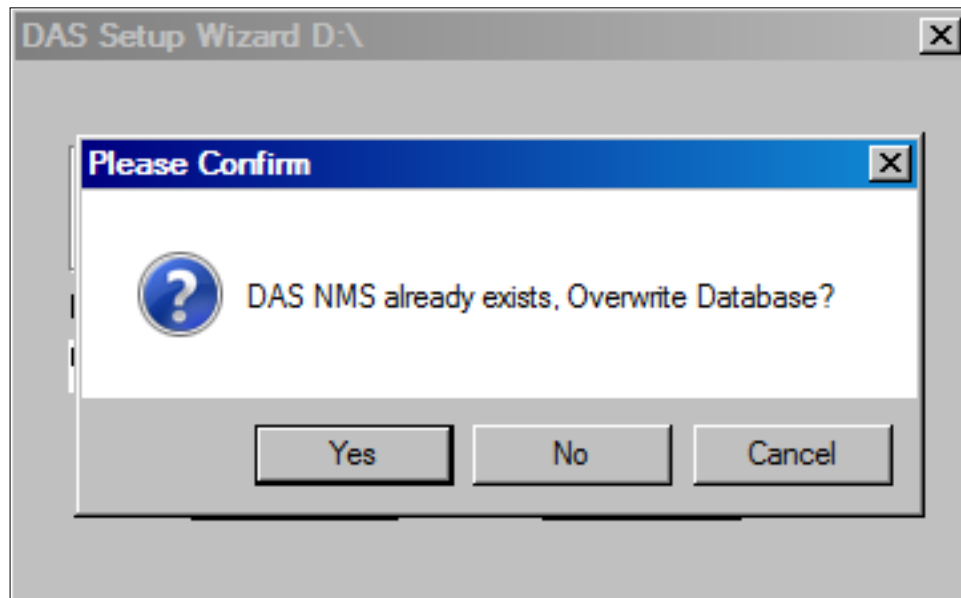 DAS Setup Wizard D:\
Please Confirm
DAS NMS already exists, Overwrite Database?
Yes No Cancel